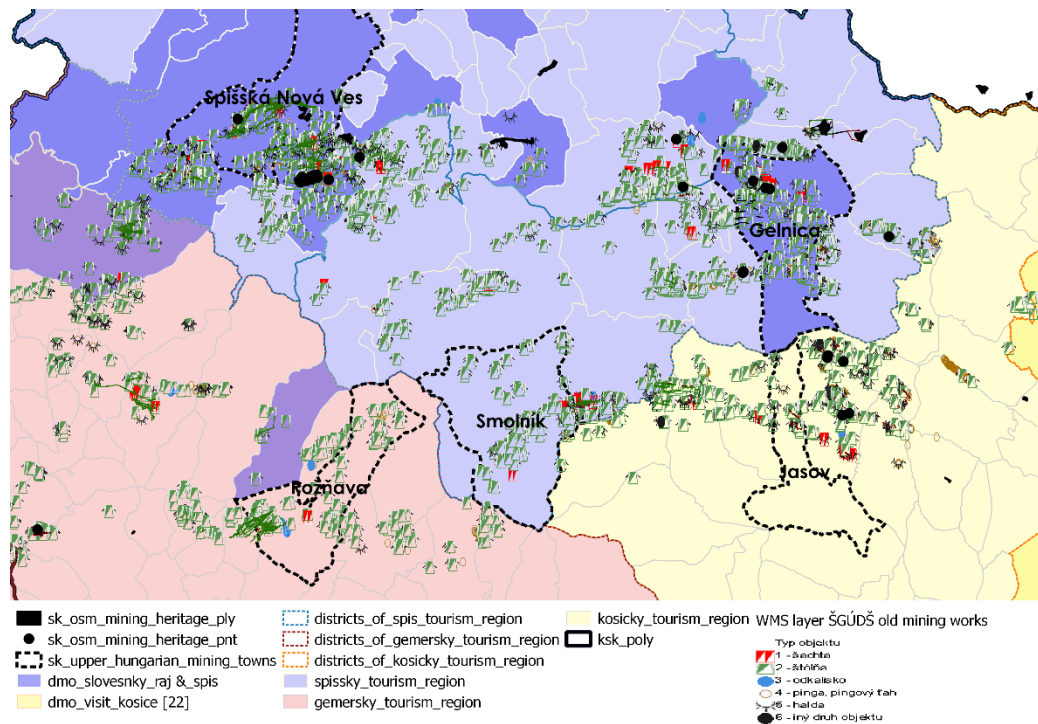 Spišská Nová Ves
Gelnica
Smolník
Rožňava
Jasov
sk_osm_mining_heritage_ply
sk_osm_mining_heritage_pnt
sk_upper_hungarian_mining_towns
dmo_slovesnky_raj &_spis
dmo_visit_kosice [22]
districts_of_spis_tourism_region
districts_of_gemersky_tourism_region
districts_of_kosicky_tourism_region
spissky_tourism_region
gemersky_tourism_region
kosicky_tourism_region
ksk_poly
WMS layer ŠGÚDŠ old mining works
Typ objektu
1 - šachta
2 - štôlňa
3 - odkalisko
4 - pinga, pingový ťah
5 - halda
6 - iný druh objektu